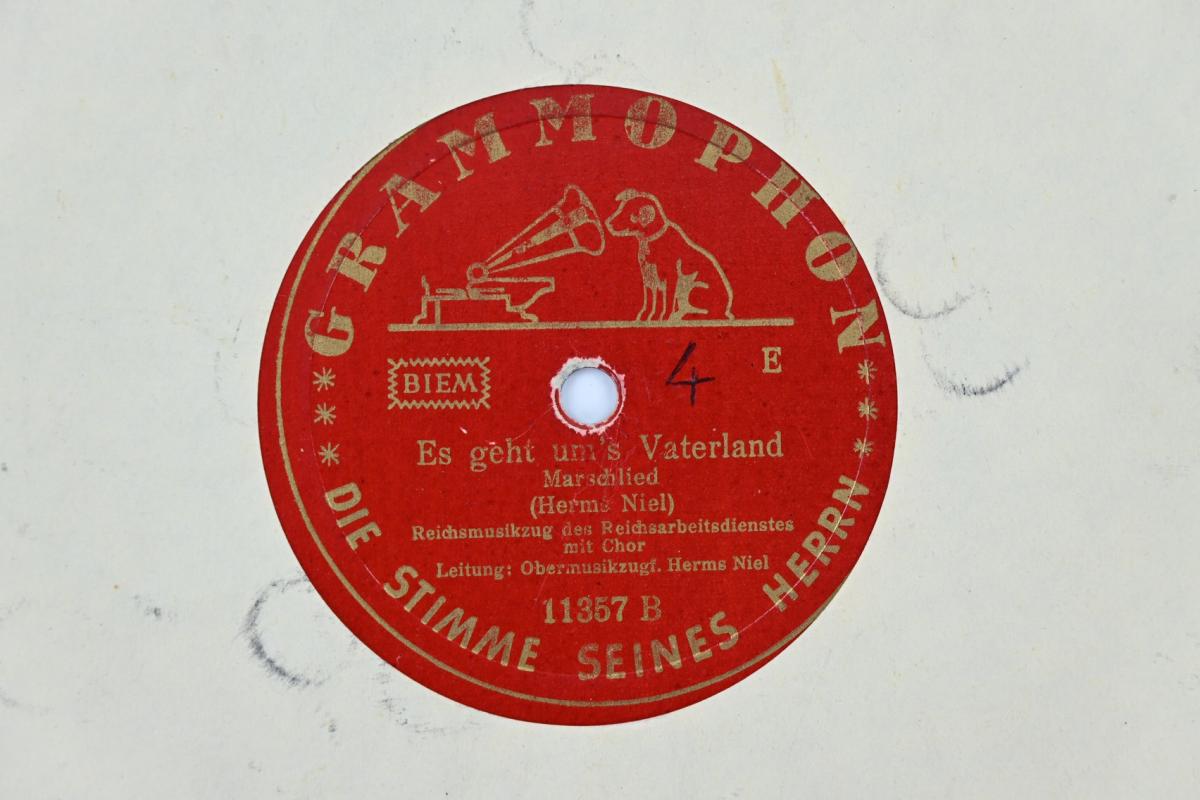 GRAMMOPHON
BIEM
4
E
Es geht um's Vaterland
Marschlied
(Herms Niel)
Reichsmusikzug des Reichsarbeitsdienstes
mit Chor
Leitung: Obermusikzugf. Herms Niel
11357 B
*** DIE STIMME SEINES HERRN ***